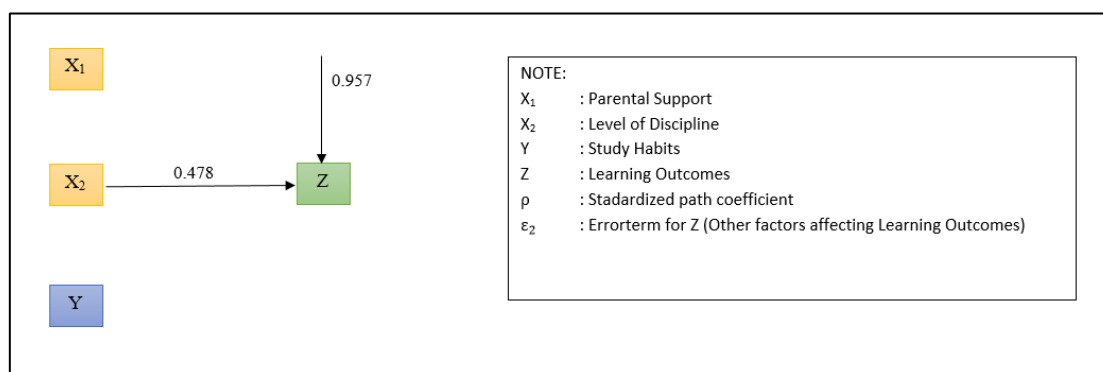 X₁
0.957
X₂
0.478
Z
Y
NOTE:
X₁ : Parental Support
X₂ : Level of Discipline
Y : Study Habits
Z : Learning Outcomes
ρ : Stadardized path coefficient
ε₂ : Errorterm for Z (Other factors affecting Learning Outcomes)